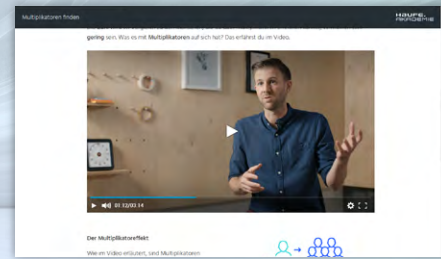 Multiplikatoren finden
HAUFE.
AKADEMIE
gering sein. Was es mit Multiplikatoren auf sich hat? Das erfährst du im Video.
01:12/03:14
Der Multiplikatoreffekt
Wie im Video erläutert, sind Multiplikatoren